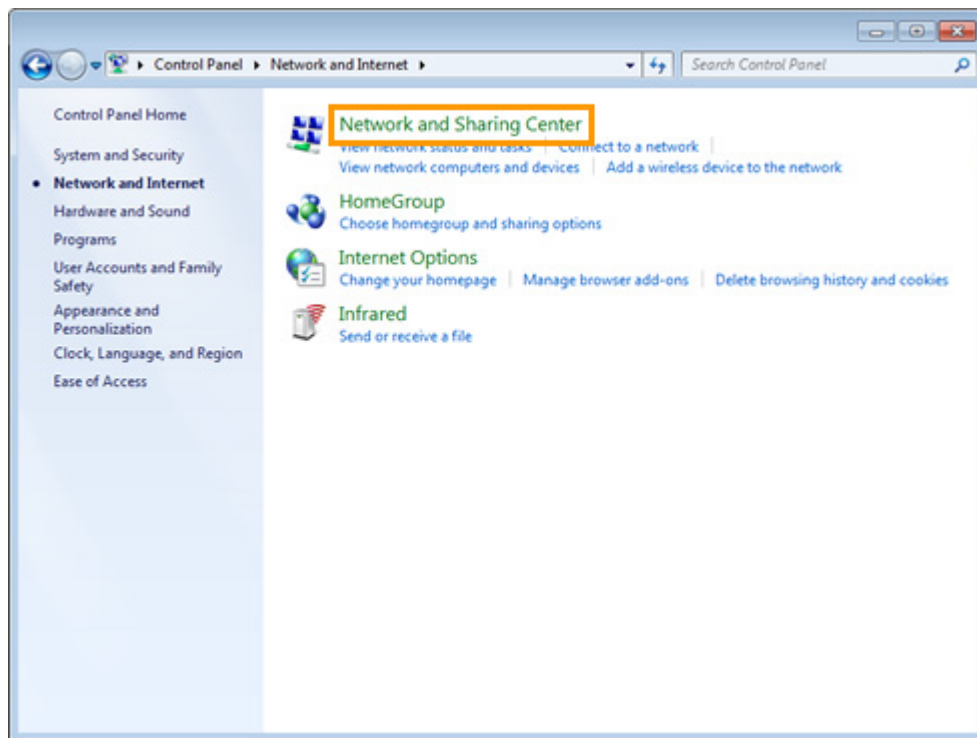 Control Panel Network and Internet Search Control Panel
Control Panel Home
System and Security
Network and Internet
Hardware and Sound
Programs
User Accounts and Family
Safety
Appearance and
Personalization
Clock, Language, and Region
Ease of Access
Network and Sharing Center
View network status and tasks Connect to a network
View network computers and devices Add a wireless device to the network
HomeGroup
Choose homegroup and sharing options
Internet Options
Change your homepage Manage browser add-ons Delete browsing history and cookies
Infrared
Send or receive a file